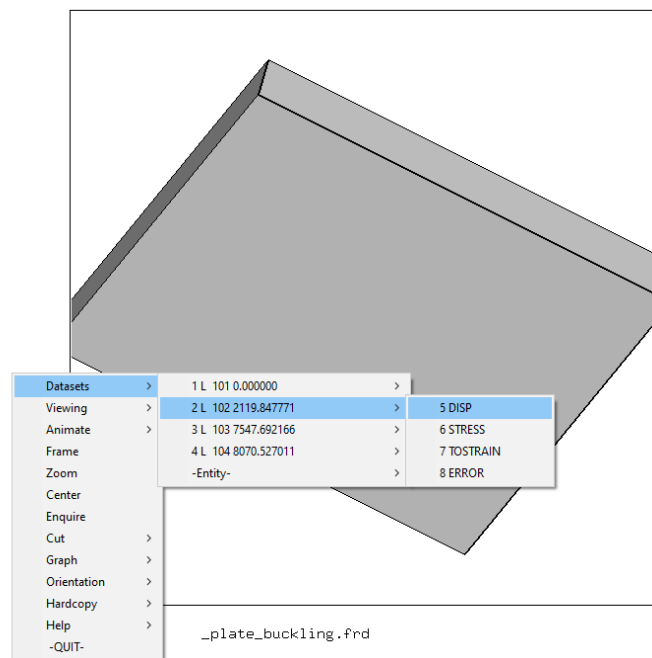 Datasets
Viewing
Animate
Frame
Zoom
Center
Enquire
Cut
Graph
Orientation
Hardcopy
Help
-QUIT-
1 L 101 0.000000
2 L 102 2119.847771
3 L 103 7547.692166
4 L 104 8070.527011
-Entity-
5 DISP
6 STRESS
7 TOSTRAIN
8 ERROR
_plate_buckling.frd